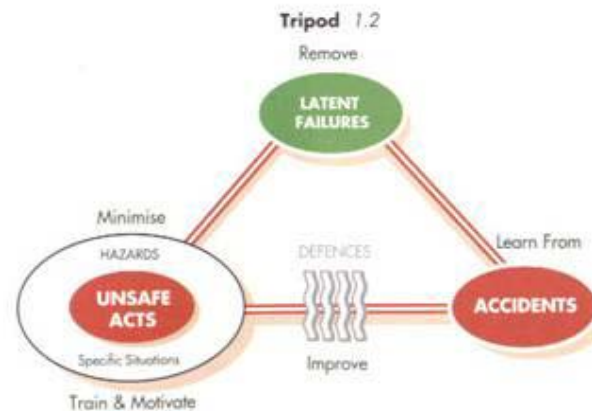 Tripod 1.2
Remove
LATENT
FAILURES
Minimise
HAZARDS
UNSAFE
ACTS
Specific Situations
Train & Motivate
DEFENCES
Improve
Learn From
ACCIDENTS